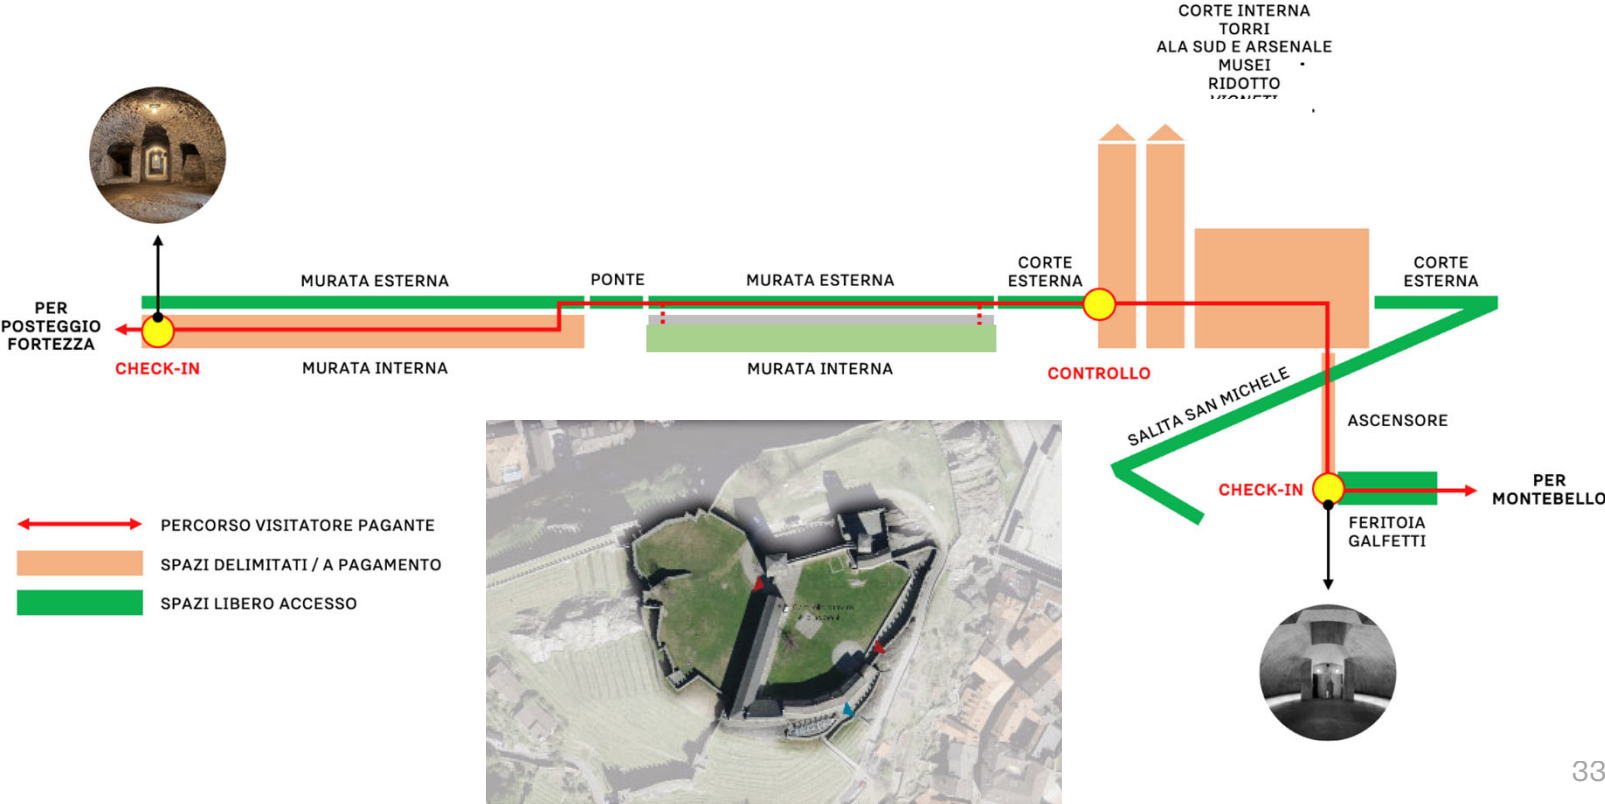 CORTE INTERNA
TORRI
ALA SUD E ARSENALE
MUSEI
RIDOTTO
MURATA ESTERNA
PONTE
MURATA ESTERNA
CORTE
ESTERNA
CORTE
ESTERNA
PER
POSTEGGIO
FORTEZZA
CHECK-IN
MURATA INTERNA
MURATA INTERNA
CONTROLLO
SALITA SAN MICHELE
ASCENSORE
CHECK-IN
PER
MONTEBELLO
FERITOIA
GALFETTI
PERCORSO VISITATORE PAGANTE
SPAZI DELIMITATI / A PAGAMENTO
SPAZI LIBERO ACCESSO
33